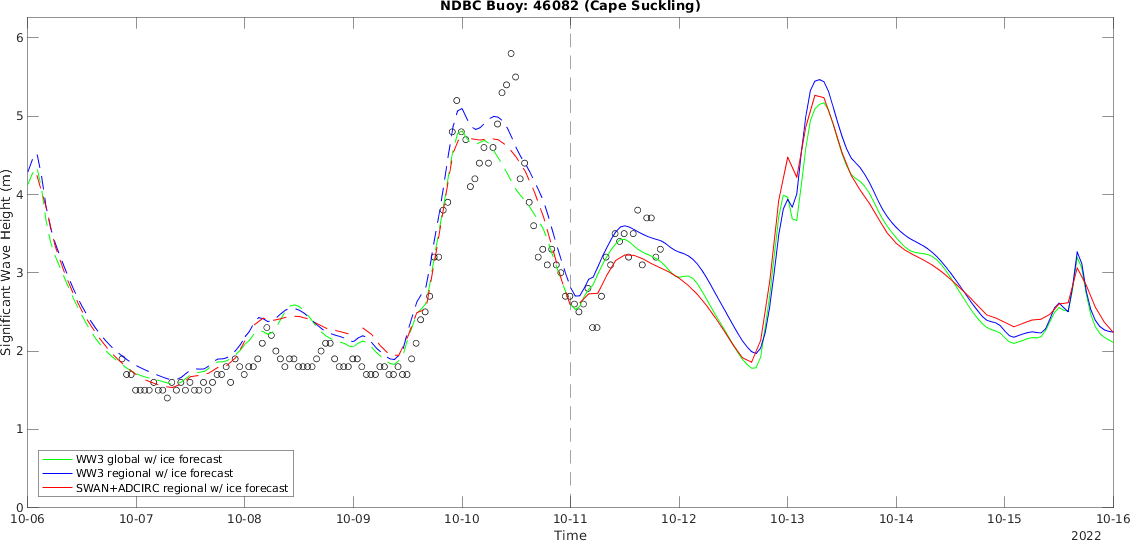 NDBC Buoy: 46082 (Cape Suckling)
Significant Wave Height (m)
6
5
4
3
2
1
0
WW3 global w/ ice forecast
WW3 regional w/ ice forecast
SWAN+ADCIRC regional w/ ice forecast
10-06 10-07 10-08 10-09 10-10 10-11 10-12 10-13 10-14 10-15 10-16
Time
2022